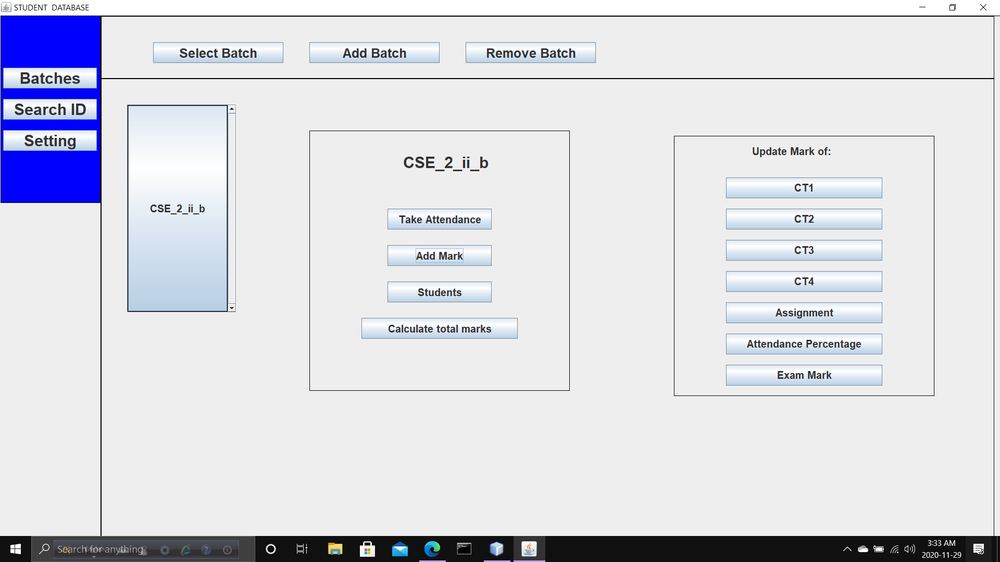 STUDENT  DATABASE
Select Batch
Add Batch
Remove Batch
Batches
Search ID
Setting
CSE_2_ii_b
CSE_2_ii_b
Take Attendance
Add Mark
Students
Calculate total marks
Update Mark of:
CT1
CT2
CT3
CT4
Assignment
Attendance Percentage
Exam Mark
Search for anything
3:33 AM
2020-11-29